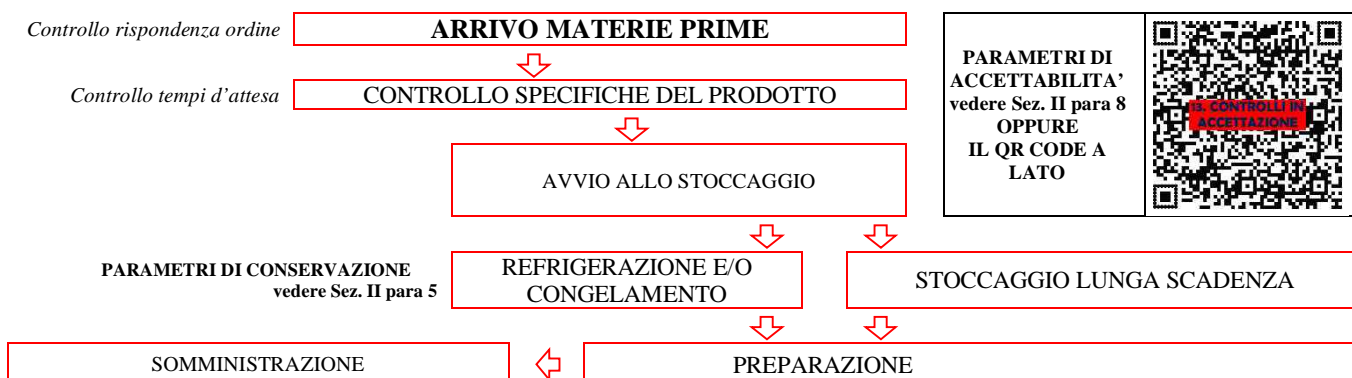 Controllo rispondenza ordine
ARRIVO MATERIE PRIME
Controllo tempi d'attesa
CONTROLLO SPECIFICHE DEL PRODOTTO
AVVIO ALLO STOCCAGGIO
PARAMETRI DI
ACCETTABILITA'
vedere Sez. II para 8
OPPURE
IL QR CODE A
LATO
13. CONTROLLI IN
ACCETTAZIONE
PARAMETRI DI CONSERVAZIONE
vedere Sez. II para 5
REFRIGERAZIONE E/O
CONGELAMENTO
STOCCAGGIO LUNGA SCADENZA
SOMMINISTRAZIONE
PREPARAZIONE